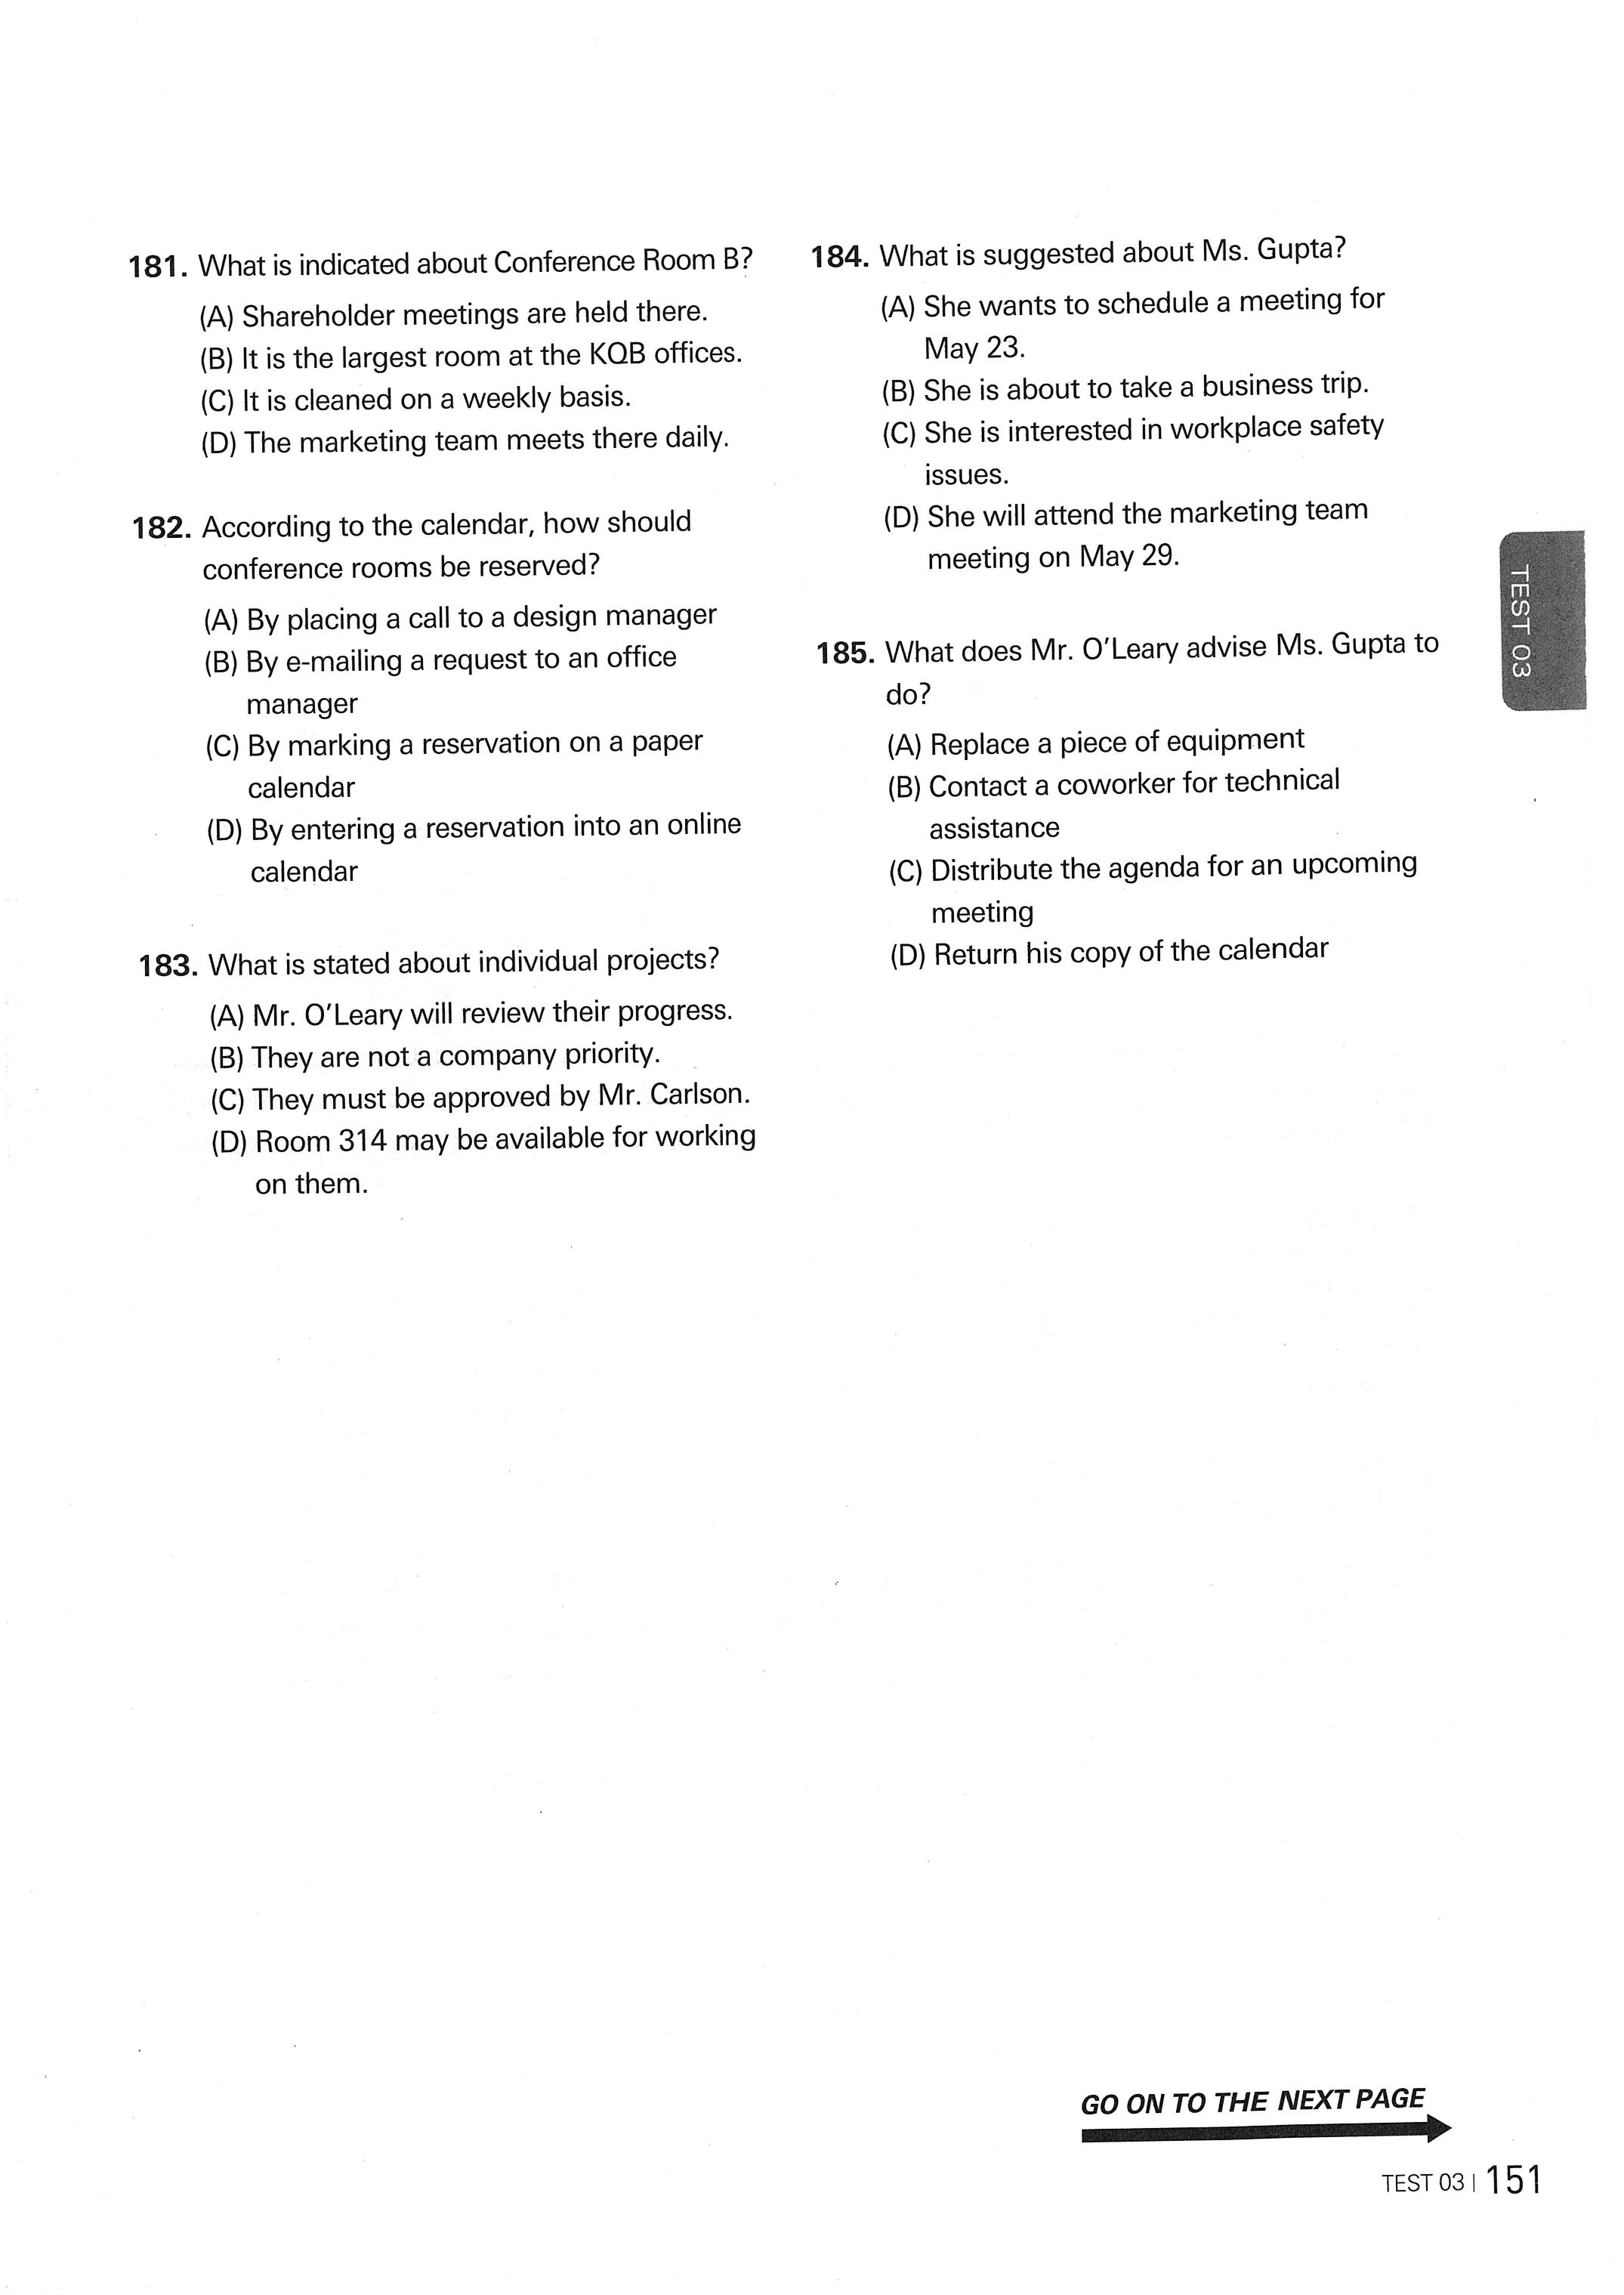 181. What is indicated about Conference Room B?
(A) Shareholder meetings are held there.
(B) It is the largest room at the KQB offices.
(C) It is cleaned on a weekly basis.
(D) The marketing team meets there daily.
182. According to the calendar, how should
conference rooms be reserved?
(A) By placing a call to a design manager
(B) By e-mailing a request to an office
manager
(C) By marking a reservation on a paper
calendar
(D) By entering a reservation into an online
calendar
183. What is stated about individual projects?
(A) Mr. O'Leary will review their progress.
(B) They are not a company priority.
(C) They must be approved by Mr. Carlson.
(D) Room 314 may be available for working
on them.
184. What is suggested about Ms. Gupta?
(A) She wants to schedule a meeting for
May 23.
(B) She is about to take a business trip.
(C) She is interested in workplace safety
issues.
(D) She will attend the marketing team
meeting on May 29.
185. What does Mr. O'Leary advise Ms. Gupta to
do?
(A) Replace a piece of equipment
(B) Contact a coworker for technical
assistance
(C) Distribute the agenda for an upcoming
meeting
(D) Return his copy of the calendar
TEST 03
GO ON TO THE NEXT PAGE
TEST 03 | 151